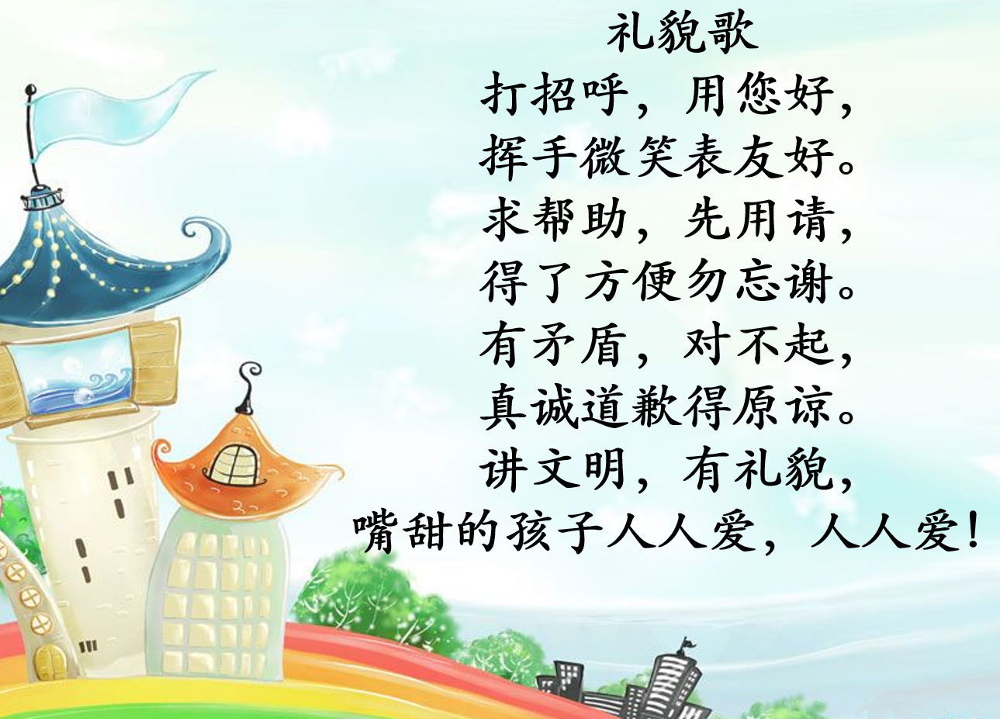 礼貌歌
打招呼，用您好，
挥手微笑表友好。
求帮助，先用请，
得了方便勿忘谢。
有矛盾，对不起，
真诚道歉得原谅。
讲文明，有礼貌，
嘴甜的孩子人人爱，人人爱！